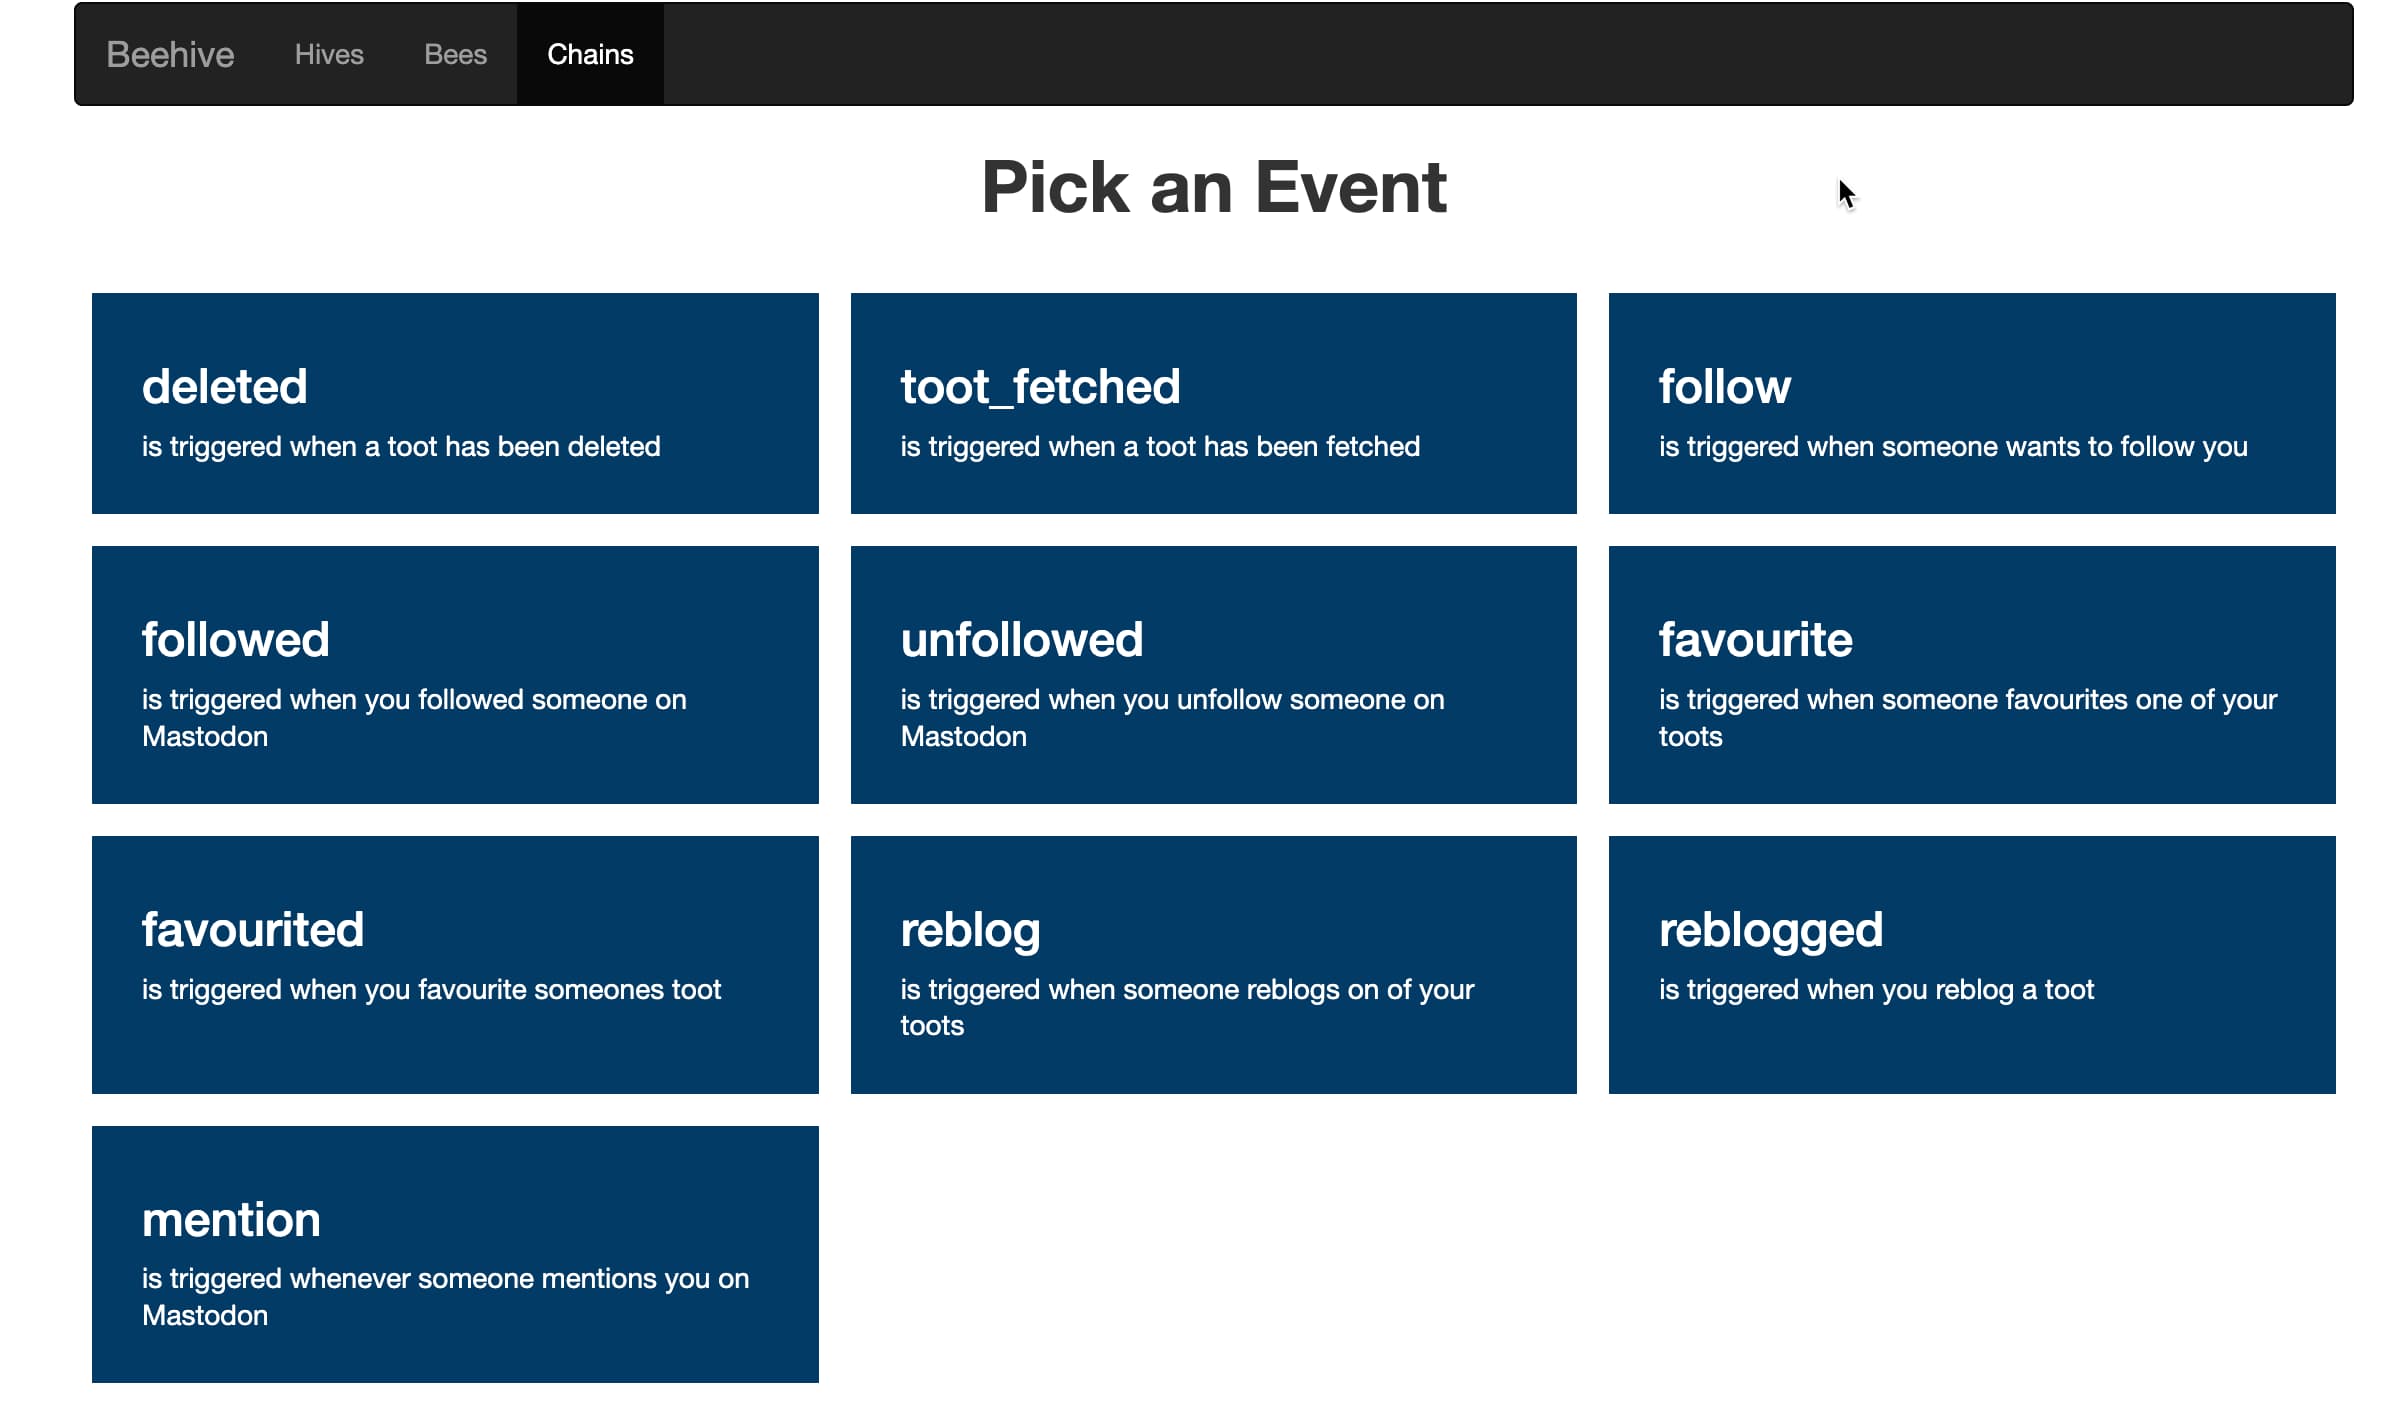 Beehive Hives Bees Chains
Pick an Event
deleted
is triggered when a toot has been deleted
toot_fetched
is triggered when a toot has been fetched
follow
is triggered when someone wants to follow you
followed
is triggered when you followed someone on
Mastodon
unfollowed
is triggered when you unfollow someone on
Mastodon
favourite
is triggered when someone favourites one of your
toots
favourited
is triggered when you favourite someones toot
reblog
is triggered when someone reblogs on of your
toots
reblogged
is triggered when you reblog a toot
mention
is triggered whenever someone mentions you on
Mastodon